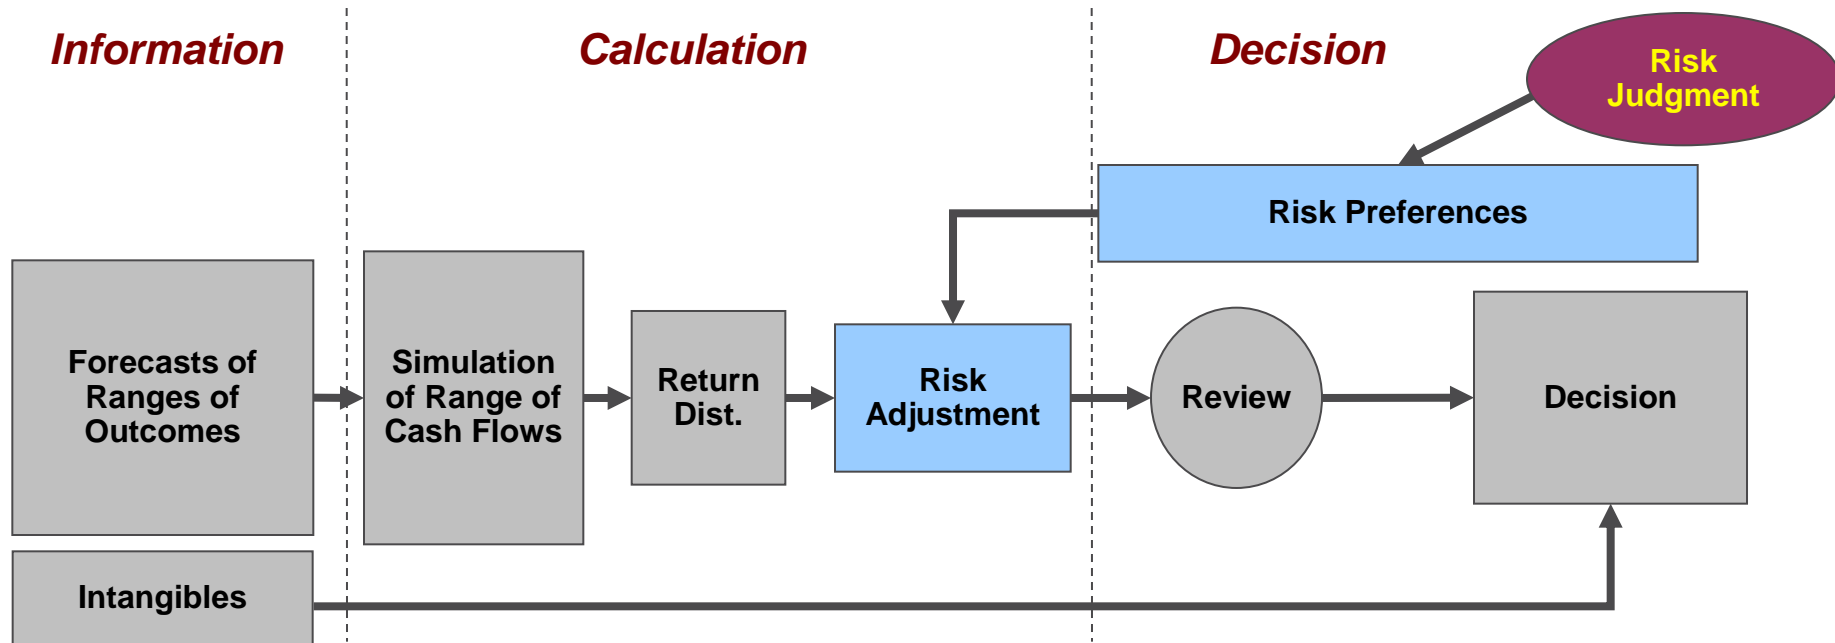 Information
Calculation
Decision
Risk
Judgment
Risk Preferences
Forecasts of
Ranges of
Outcomes
Simulation
of Range of
Cash Flows
Return
Dist.
Risk
Adjustment
Review
Decision
Intangibles